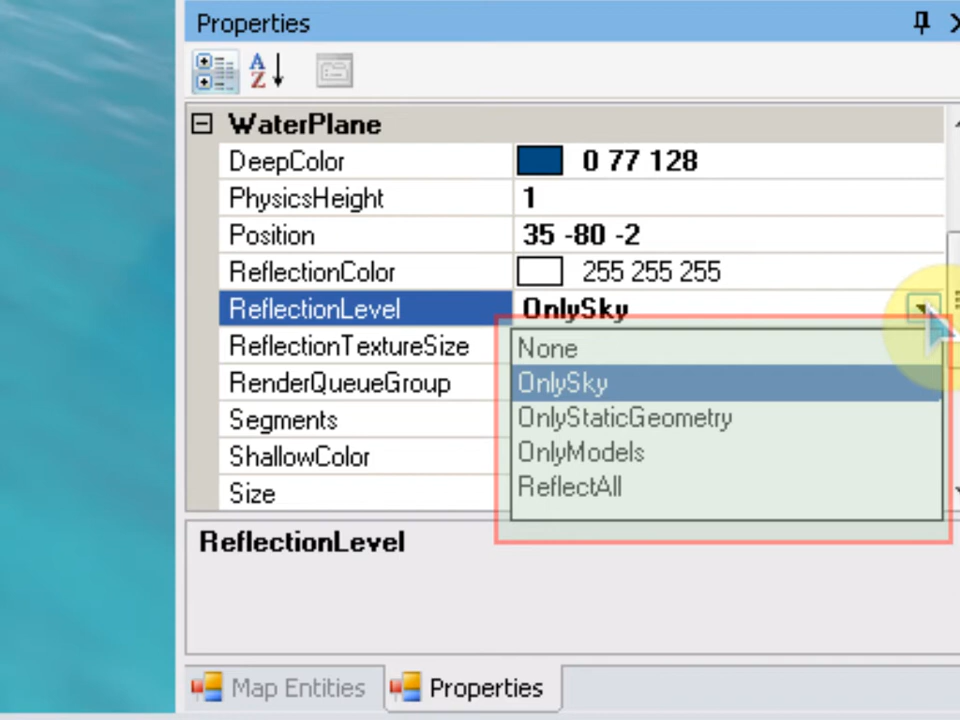 Properties
A
Z
WaterPlane
DeepColor 0 77 128
PhysicsHeight 1
Position 35 -80 -2
ReflectionColor 255 255 255
ReflectionLevel OnlySky
ReflectionTextureSize None
RenderQueueGroup OnlySky
Segments OnlyStaticGeometry
ShallowColor OnlyModels
Size ReflectAll
ReflectionLevel
Map Entities Properties